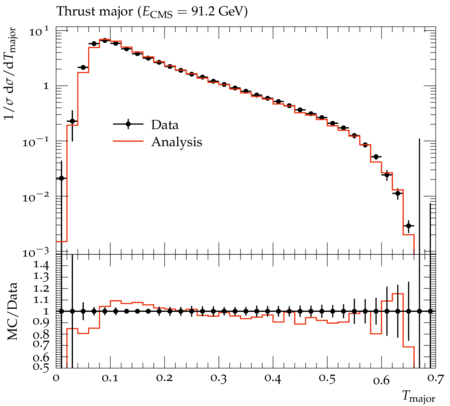 Thrust major (E_CMS = 91.2 GeV)
1/σ dσ/dT_major
10^1
1
10^−1
10^−2
10^−3
Data
Analysis
MC/Data
1.4
1.3
1.2
1.1
1
0.9
0.8
0.7
0.6
0.5
0 0.1 0.2 0.3 0.4 0.5 0.6 0.7
T_major